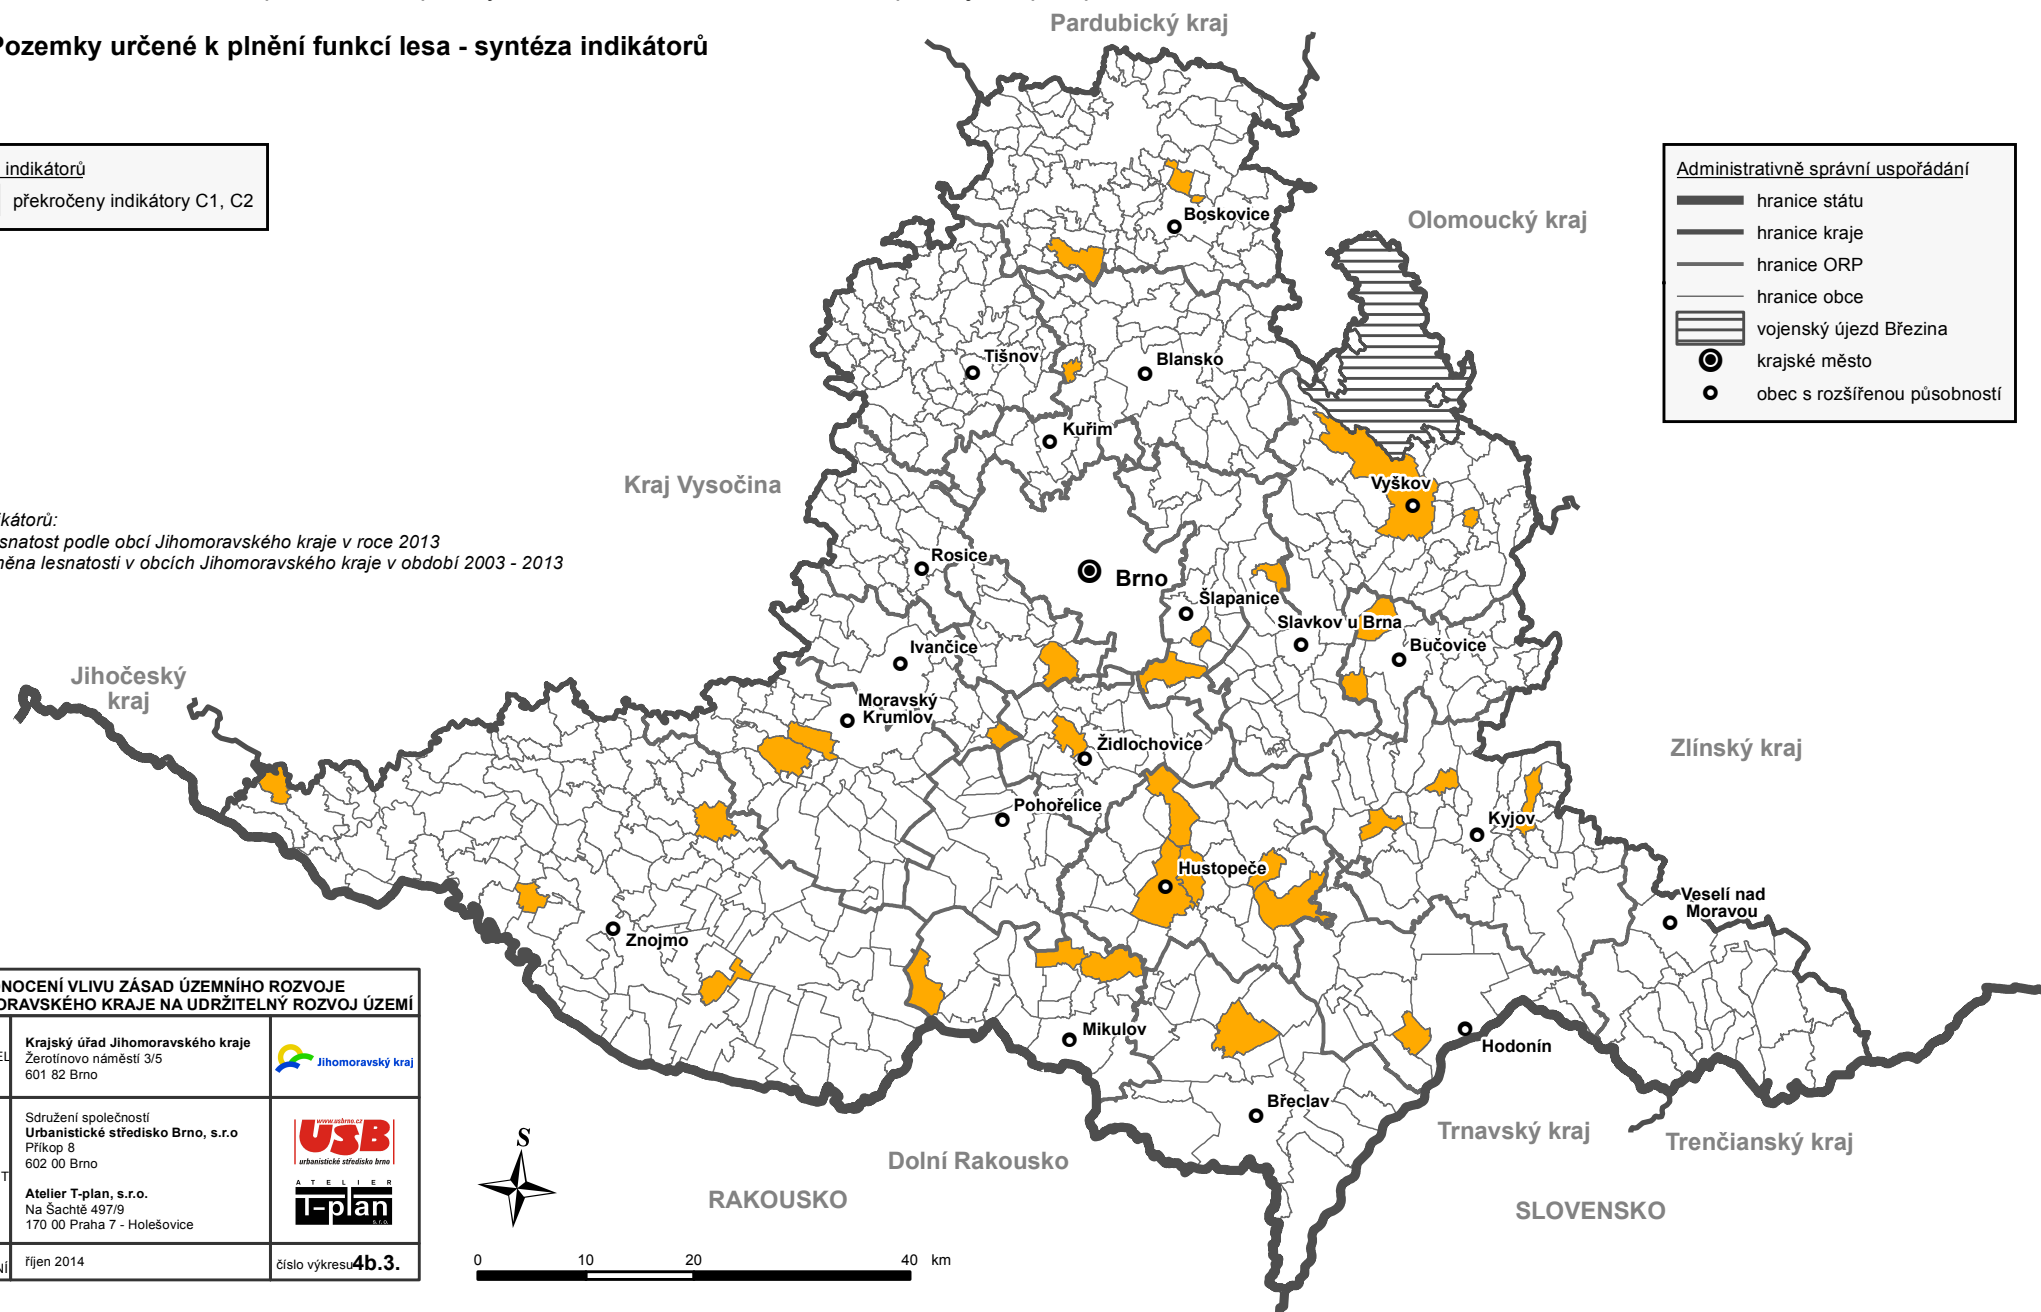 Pozemky určené k plnění funkcí lesa - syntéza indikátorů
indikátorů
překročeny indikátory C1, C2
Administrativně správní uspořádání
hranice státu
hranice kraje
hranice ORP
hranice obce
vojenský újezd Březina
krajské město
obec s rozšířenou působností
Pardubický kraj
Olomoucký kraj
Kraj Vysočina
Jihočeský
kraj
Zlínský kraj
Trnavský kraj
Trenčianský kraj
Dolní Rakousko
RAKOUSKO
SLOVENSKO
Boskovice
Tišnov
Blansko
Kuřim
Vyškov
Rosice
Brno
Šlapanice
Slavkov u Brna
Bučovice
Ivančice
Moravský
Krumlov
Židlochovice
Pohořelice
Kyjov
Hustopeče
Veselí nad
Moravou
Znojmo
Mikulov
Hodonín
Břeclav
ikátorů:
snatost podle obcí Jihomoravského kraje v roce 2013
něna lesnatosti v obcích Jihomoravského kraje v období 2003 - 2013
NOCENÍ VLIVU ZÁSAD ÚZEMNÍHO ROZVOJE
ORAVSKÉHO KRAJE NA UDRŽITELNÝ ROZVOJ ÚZEMÍ
EL
Krajský úřad Jihomoravského kraje
Žerotínovo náměstí 3/5
601 82 Brno
Jihomoravský kraj
T
Sdružení společností
Urbanistické středisko Brno, s.r.o
Příkop 8
602 00 Brno
Atelier T-plan, s.r.o.
Na Šachtě 497/9
170 00 Praha 7 - Holešovice
www.usbrno.cz
USB
urbanistické středisko brno
ATELIER
T-plan
s.r.o.
NÍ
říjen 2014
číslo výkresu 4b.3.
S
0 10 20 40 km